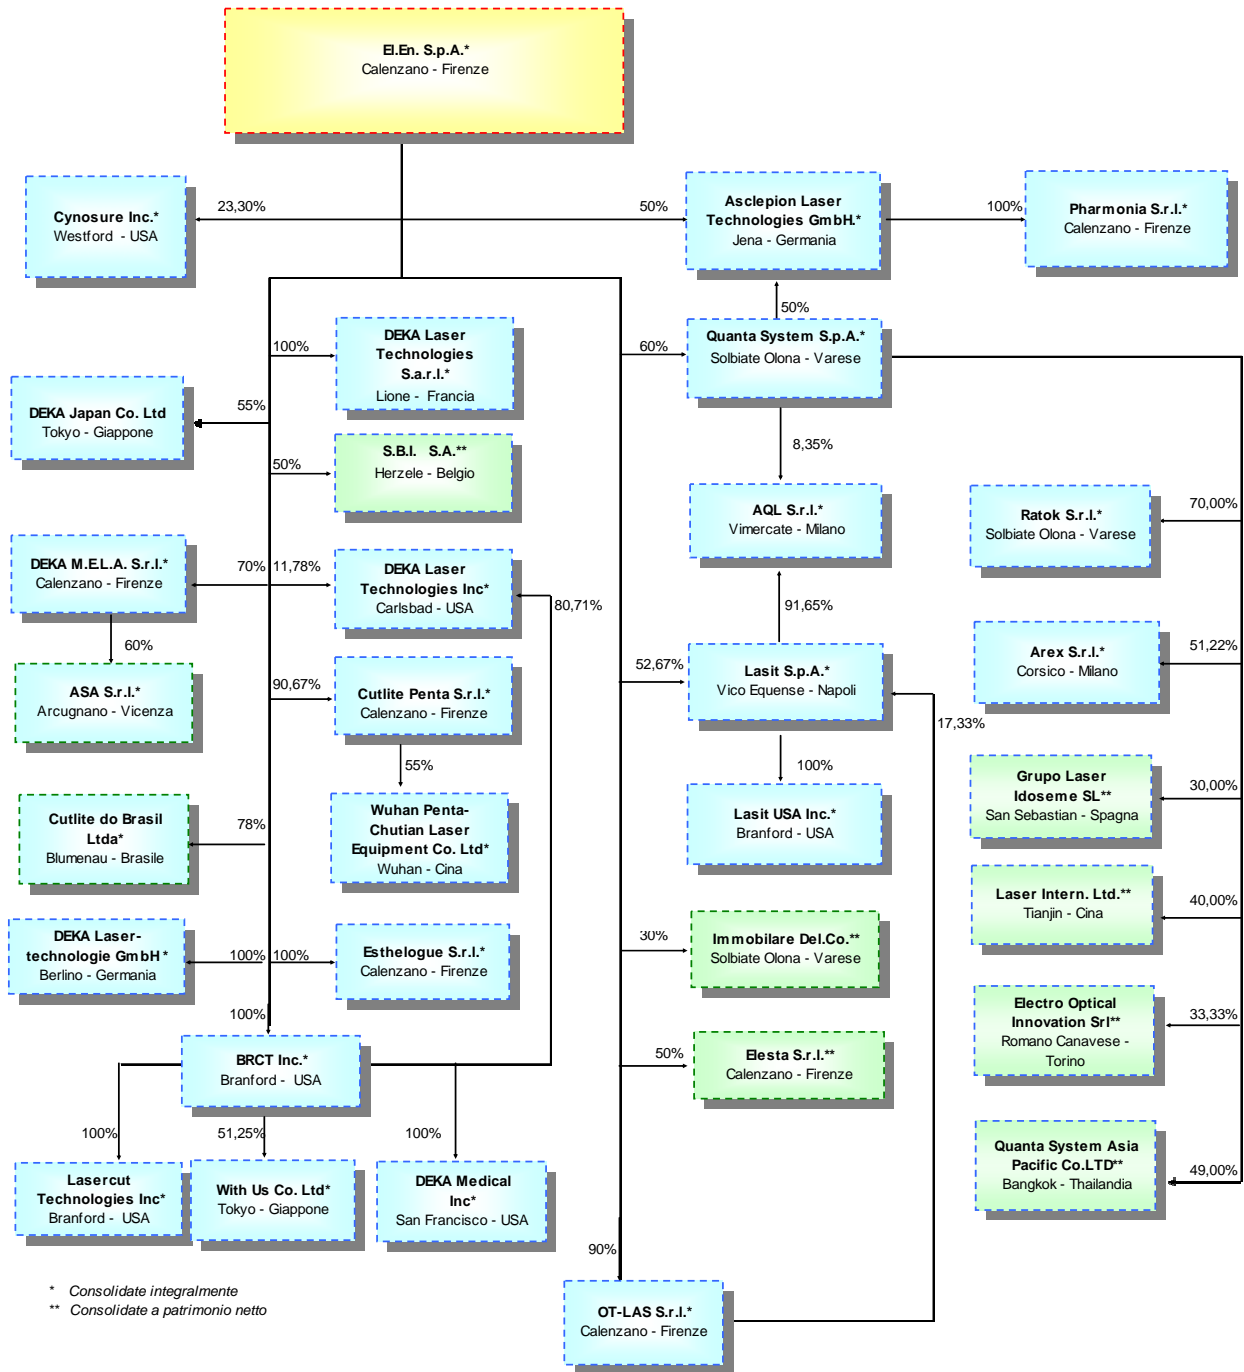 El.En. S.p.A.*
Calenzano - Firenze
Cynosure Inc.*
Westford - USA
23,30%
50%
Asclepion Laser
Technologies GmbH.*
Jena - Germania
100%
Pharmonia S.r.l.*
Calenzano - Firenze
50%
100%
DEKA Laser
Technologies
S.a.r.l.*
Lione - Francia
60%
Quanta System S.p.A.*
Solbiate Olona - Varese
DEKA Japan Co. Ltd
Tokyo - Giappone
55%
8,35%
50%
S.B.I. S.A.**
Herzele - Belgio
AQL S.r.l.*
Vimercate - Milano
Ratok S.r.l.*
Solbiate Olona - Varese
70,00%
DEKA M.E.L.A. S.r.l.*
Calenzano - Firenze
70%
11,78%
DEKA Laser
Technologies Inc*
Carlsbad - USA
80,71%
91,65%
60%
ASA S.r.l.*
Arcugnano - Vicenza
90,67%
Cutlite Penta S.r.l.*
Calenzano - Firenze
52,67%
Lasit S.p.A.*
Vico Equense - Napoli
17,33%
Arex S.r.l.*
Corsico - Milano
51,22%
55%
100%
Cutlite do Brasil
Ltda*
Blumenau - Brasile
78%
Wuhan Penta-
Chutian Laser
Equipment Co. Ltd*
Wuhan - Cina
Lasit USA Inc.*
Branford - USA
Grupo Laser
Idoseme SL**
San Sebastian - Spagna
30,00%
Laser Intern. Ltd.**
Tianjin - Cina
40,00%
DEKA Laser-
technologie GmbH*
Berlino - Germania
100%
100%
Esthelogue S.r.l.*
Calenzano - Firenze
30%
Immobilare Del.Co.**
Solbiate Olona - Varese
100%
Electro Optical
Innovation Srl**
Romano Canavese -
Torino
33,33%
BRCT Inc.*
Branford - USA
50%
Elesta S.r.l.**
Calenzano - Firenze
100%
51,25%
100%
Lasercut
Technologies Inc*
Branford - USA
With Us Co. Ltd*
Tokyo - Giappone
DEKA Medical
Inc*
San Francisco - USA
Quanta System Asia
Pacific Co.LTD**
Bangkok - Thailandia
49,00%
90%
OT-LAS S.r.l.*
Calenzano - Firenze
* Consolidate integralmente
** Consolidate a patrimonio netto